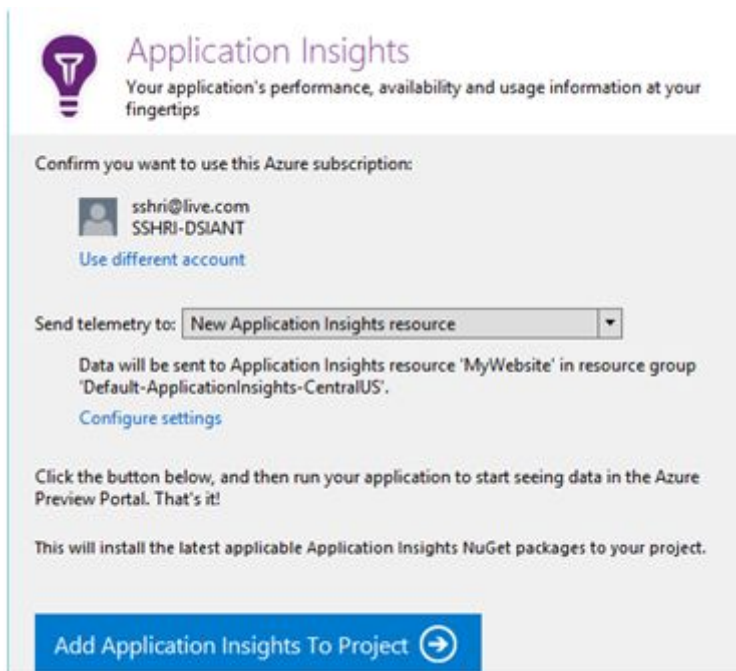 Application Insights
Your application's performance, availability and usage information at your
fingertips
Confirm you want to use this Azure subscription:
sshri@live.com
SSHRI-DSIANT
Use different account
Send telemetry to: New Application Insights resource
Data will be sent to Application Insights resource 'MyWebsite' in resource group
'Default-ApplicationInsights-CentralUS'.
Configure settings
Click the button below, and then run your application to start seeing data in the Azure
Preview Portal. That's it!
This will install the latest applicable Application Insights NuGet packages to your project.
Add Application Insights To Project